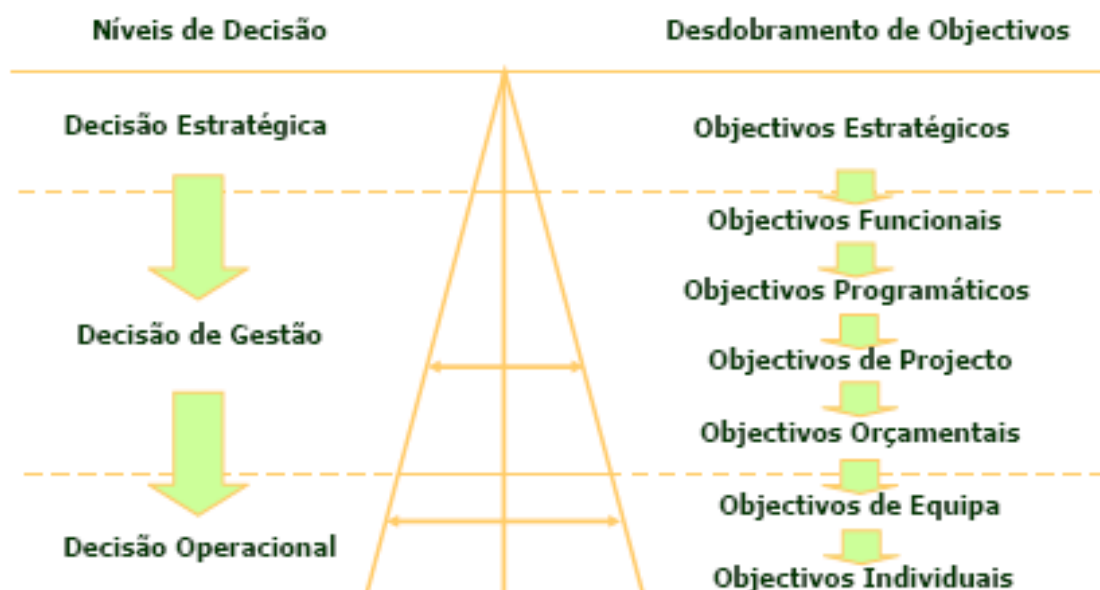 Níveis de Decisão
Desdobramento de Objectivos
Decisão Estratégica
Objectivos Estratégicos
Objectivos Funcionais
Objectivos Programáticos
Decisão de Gestão
Objectivos de Projecto
Objectivos Orçamentais
Objectivos de Equipa
Decisão Operacional
Objectivos Individuais